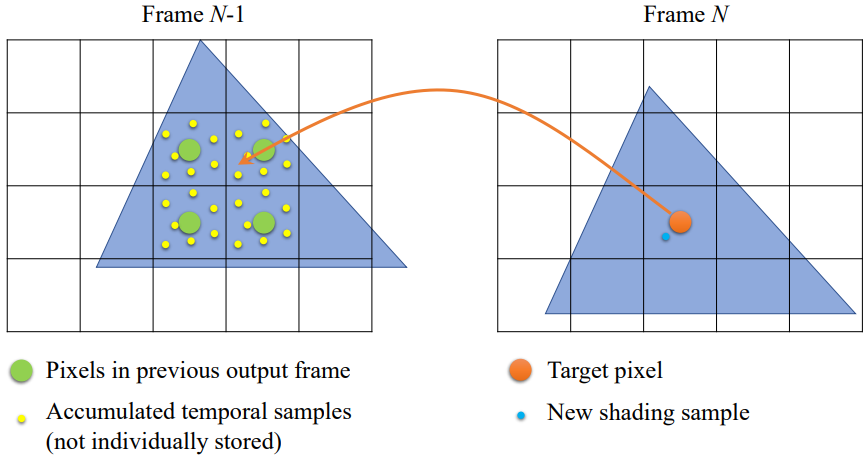 Frame N-1
Frame N
Pixels in previous output frame
Accumulated temporal samples
(not individually stored)
Target pixel
New shading sample